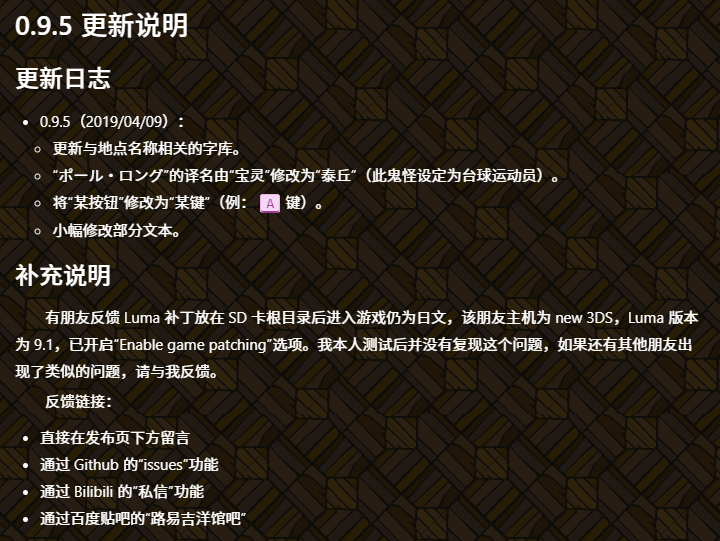 0.9.5 更新说明
更新日志
0.9.5（2019/04/09）：
更新与地点名称相关的字库。
“ポール・ロング”的译名由“宝灵”修改为“泰丘”（此鬼怪设定为台球运动员）。
将“某按钮”修改为“某键”（例： A 键）。
小幅修改部分文本。
补充说明
有朋友反馈 Luma 补丁放在 SD 卡根目录后进入游戏仍为日文，该朋友主机为 new 3DS，Luma 版本
为 9.1，已开启“Enable game patching”选项。我本人测试后并没有复现这个问题，如果还有其他朋友出
现了类似的问题，请与我反馈。
反馈链接：
直接在发布页下方留言
通过 Github 的“issues”功能
通过 Bilibili 的“私信”功能
通过百度贴吧的“路易吉洋馆吧”